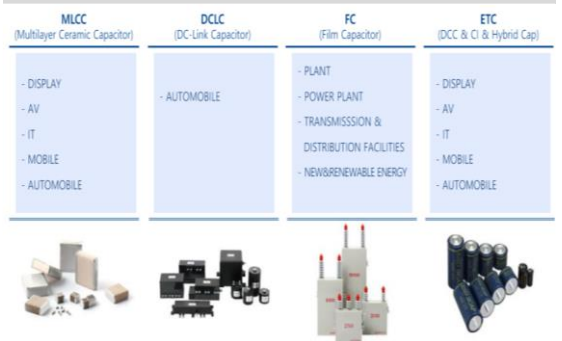 MLCC
(Multilayer Ceramic Capacitor)
- DISPLAY
- AV
- IT
- MOBILE
- AUTOMOBILE
DCLC
(DC-Link Capacitor)
- AUTOMOBILE
FC
(Film Capacitor)
- PLANT
- POWER PLANT
- TRANSMISSSION &
DISTRIBUTION FACILITIES
- NEW&RENEWABLE ENERGY
ETC
(DCC & CI & Hybrid Cap)
- DISPLAY
- AV
- IT
- MOBILE
- AUTOMOBILE